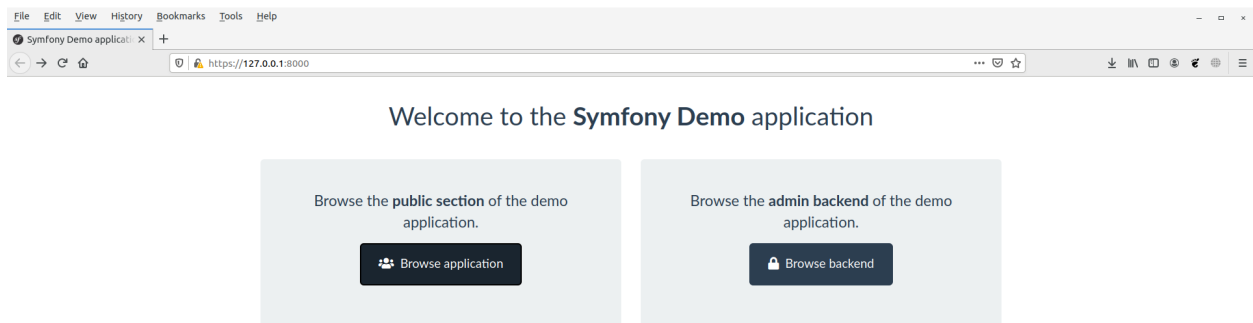 File Edit View History Bookmarks Tools Help
Symfony Demo applicati
https://127.0.0.1:8000
Welcome to the Symfony Demo application
Browse the public section of the demo
application.
Browse application
Browse the admin backend of the demo
application.
Browse backend